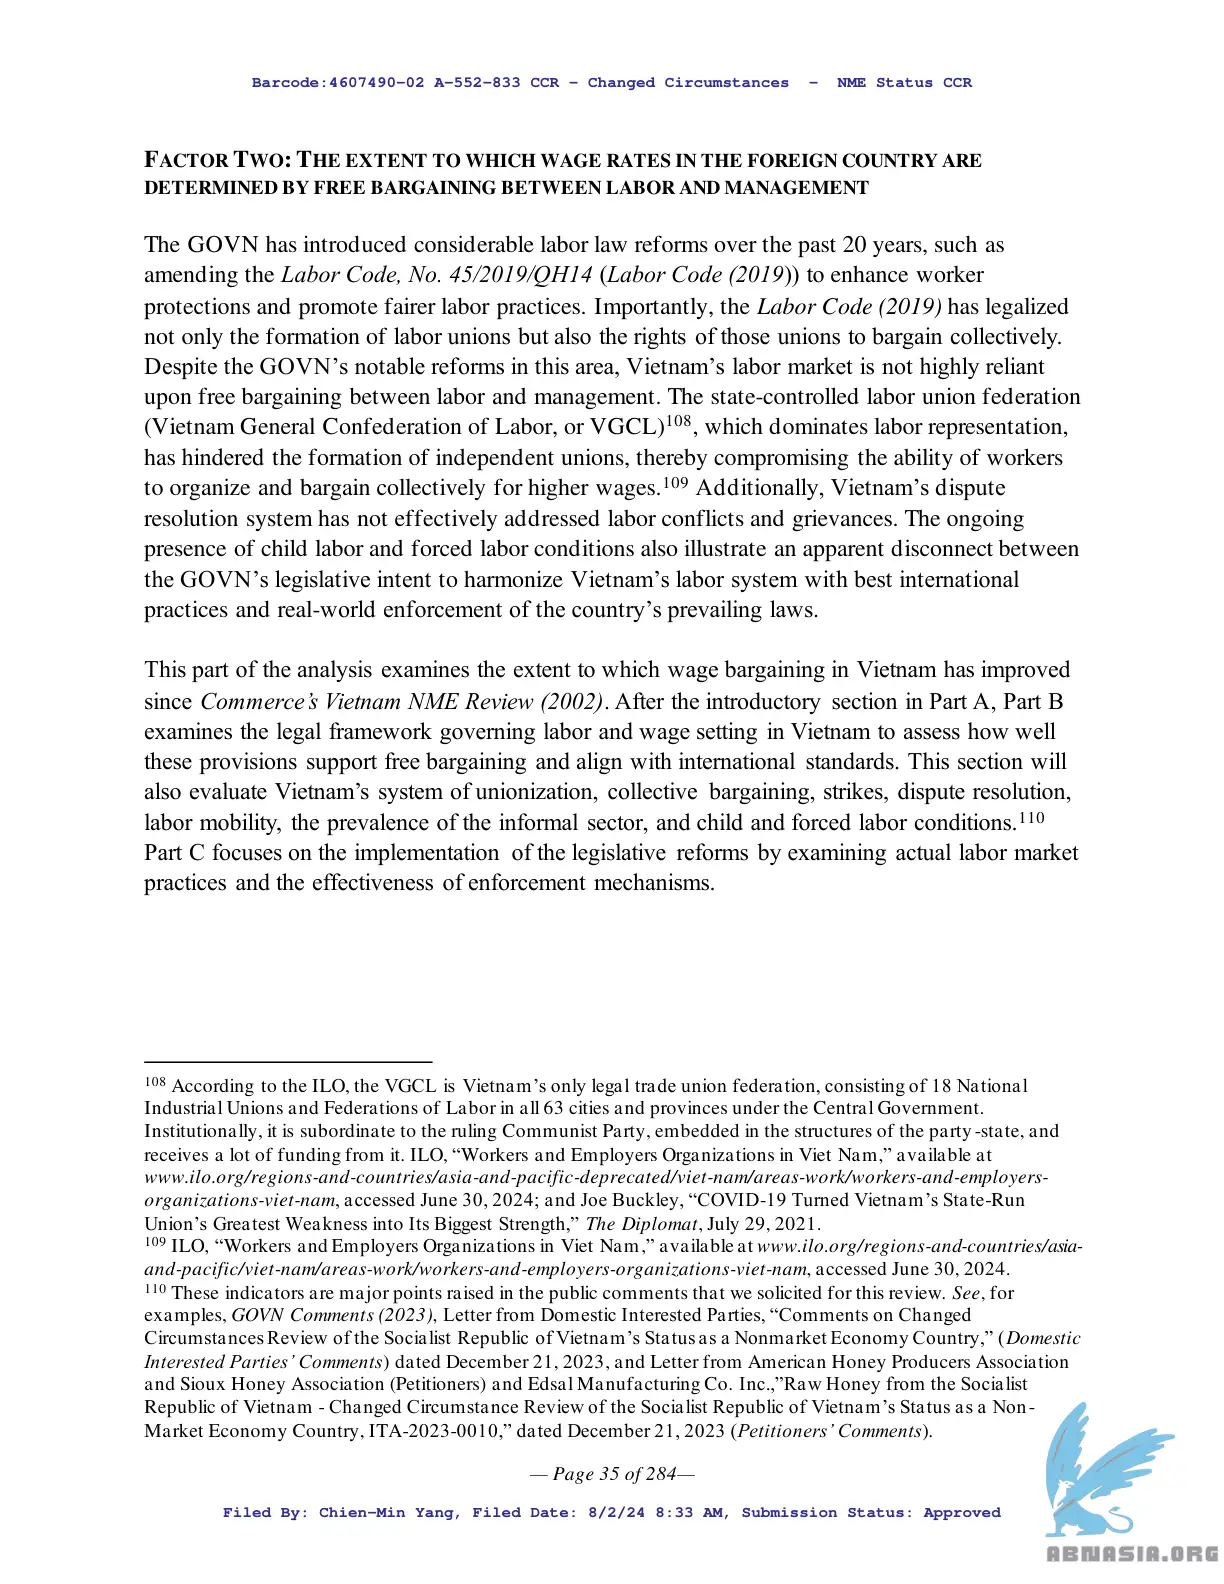 Barcode:4607490-02 A-552-833 CCR - Changed Circumstances - NME Status CCR
FACTOR TWO: THE EXTENT TO WHICH WAGE RATES IN THE FOREIGN COUNTRY ARE
DETERMINED BY FREE BARGAINING BETWEEN LABOR AND MANAGEMENT
The GOVN has introduced considerable labor law reforms over the past 20 years, such as
amending the Labor Code, No. 45/2019/QH14 (Labor Code (2019)) to enhance worker
protections and promote fairer labor practices. Importantly, the Labor Code (2019) has legalized
not only the formation of labor unions but also the rights of those unions to bargain collectively.
Despite the GOVN’s notable reforms in this area, Vietnam’s labor market is not highly reliant
upon free bargaining between labor and management. The state-controlled labor union federation
(Vietnam General Confederation of Labor, or VGCL)108, which dominates labor representation,
has hindered the formation of independent unions, thereby compromising the ability of workers
to organize and bargain collectively for higher wages.109 Additionally, Vietnam’s dispute
resolution system has not effectively addressed labor conflicts and grievances. The ongoing
presence of child labor and forced labor conditions also illustrate an apparent disconnect between
the GOVN’s legislative intent to harmonize Vietnam’s labor system with best international
practices and real-world enforcement of the country’s prevailing laws.
This part of the analysis examines the extent to which wage bargaining in Vietnam has improved
since Commerce’s Vietnam NME Review (2002). After the introductory section in Part A, Part B
examines the legal framework governing labor and wage setting in Vietnam to assess how well
these provisions support free bargaining and align with international standards. This section will
also evaluate Vietnam’s system of unionization, collective bargaining, strikes, dispute resolution,
labor mobility, the prevalence of the informal sector, and child and forced labor conditions.110
Part C focuses on the implementation of the legislative reforms by examining actual labor market
practices and the effectiveness of enforcement mechanisms.
108 According to the ILO, the VGCL is Vietnam’s only legal trade union federation, consisting of 18 National
Industrial Unions and Federations of Labor in all 63 cities and provinces under the Central Government.
Institutionally, it is subordinate to the ruling Communist Party, embedded in the structures of the party-state, and
receives a lot of funding from it. ILO, “Workers and Employers Organizations in Viet Nam,” available at
www.ilo.org/regions-and-countries/asia-and-pacific-deprecated/viet-nam/areas-work/workers-and-employers-
organizations-viet-nam, accessed June 30, 2024; and Joe Buckley, “COVID-19 Turned Vietnam’s State-Run
Union’s Greatest Weakness into Its Biggest Strength,” The Diplomat, July 29, 2021.
109 ILO, “Workers and Employers Organizations in Viet Nam,” available at www.ilo.org/regions-and-countries/asia-
and-pacific/viet-nam/areas-work/workers-and-employers-organizations-viet-nam, accessed June 30, 2024.
110 These indicators are major points raised in the public comments that we solicited for this review. See, for
examples, GOVN Comments (2023), Letter from Domestic Interested Parties, “Comments on Changed
Circumstances Review of the Socialist Republic of Vietnam’s Status as a Nonmarket Economy Country,” (Domestic
Interested Parties’ Comments) dated December 21, 2023, and Letter from American Honey Producers Association
and Sioux Honey Association (Petitioners) and Edsal Manufacturing Co. Inc.,”Raw Honey from the Socialist
Republic of Vietnam - Changed Circumstance Review of the Socialist Republic of Vietnam’s Status as a Non-
Market Economy Country, ITA-2023-0010,” dated December 21, 2023 (Petitioners’ Comments).
— Page 35 of 284—
Filed By: Chien-Min Yang, Filed Date: 8/2/24 8:33 AM, Submission Status: Approved
ABNASIA.ORG